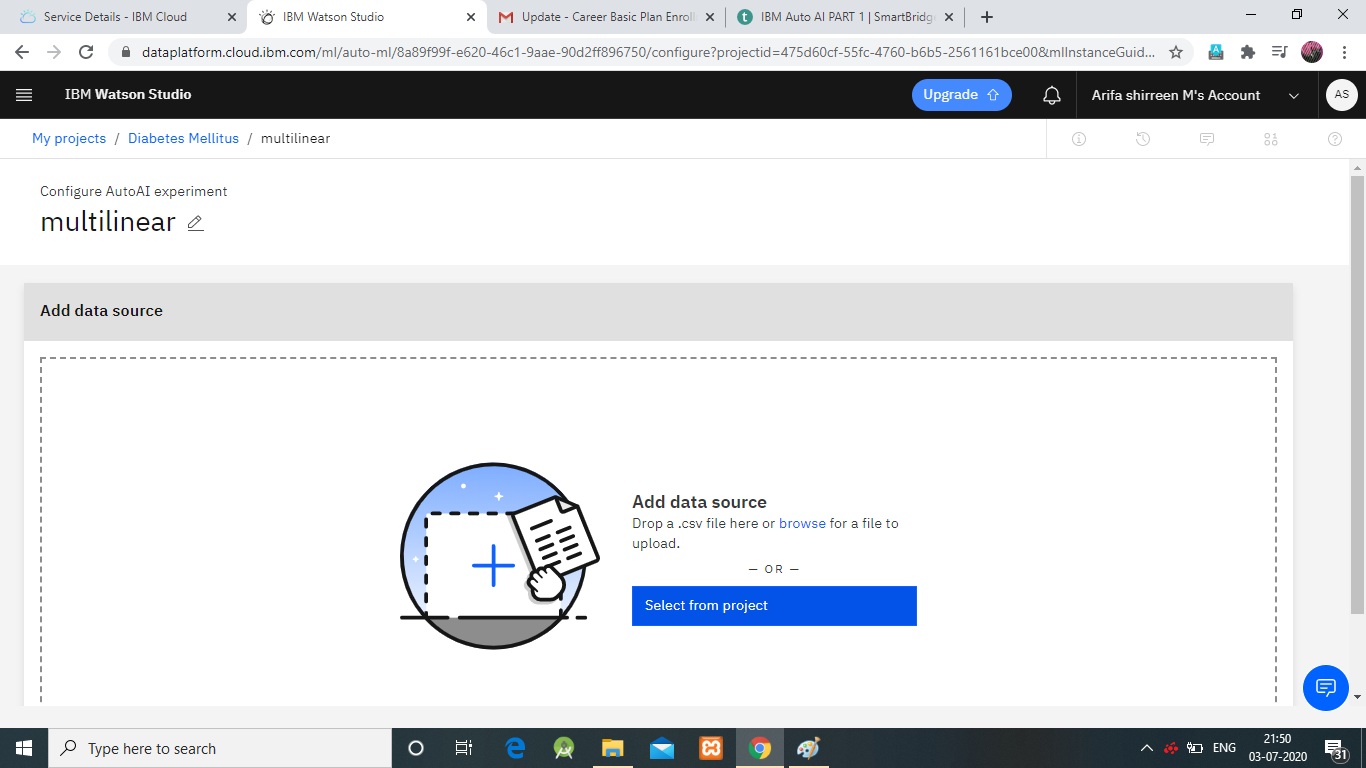 Service Details - IBM Cloud
IBM Watson Studio
Update - Career Basic Plan Enroll
IBM Auto AI PART 1 | SmartBridge
dataplatform.cloud.ibm.com/ml/auto-ml/8a89f99f-e620-46c1-9aae-90d2ff896750/configure?projectid=475d60cf-55fc-4760-b6b5-2561161bce00&mlInstanceGuid...
IBM Watson Studio
Upgrade
Arifa shirreen M's Account
AS
My projects / Diabetes Mellitus / multilinear
Configure AutoAI experiment
multilinear
Add data source
Add data source
Drop a .csv file here or browse for a file to
upload.
— OR —
Select from project
Type here to search
ENG
21:50
03-07-2020
31